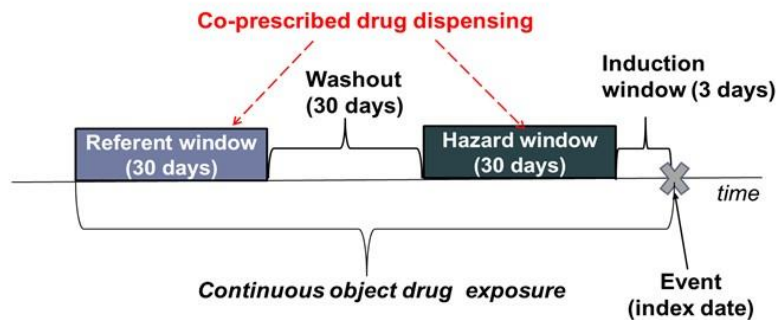 Co-prescribed drug dispensing
Washout
(30 days)
Induction
window (3 days)
Referent window
(30 days)
Hazard window
(30 days)
time
Continuous object drug exposure
Event
(index date)